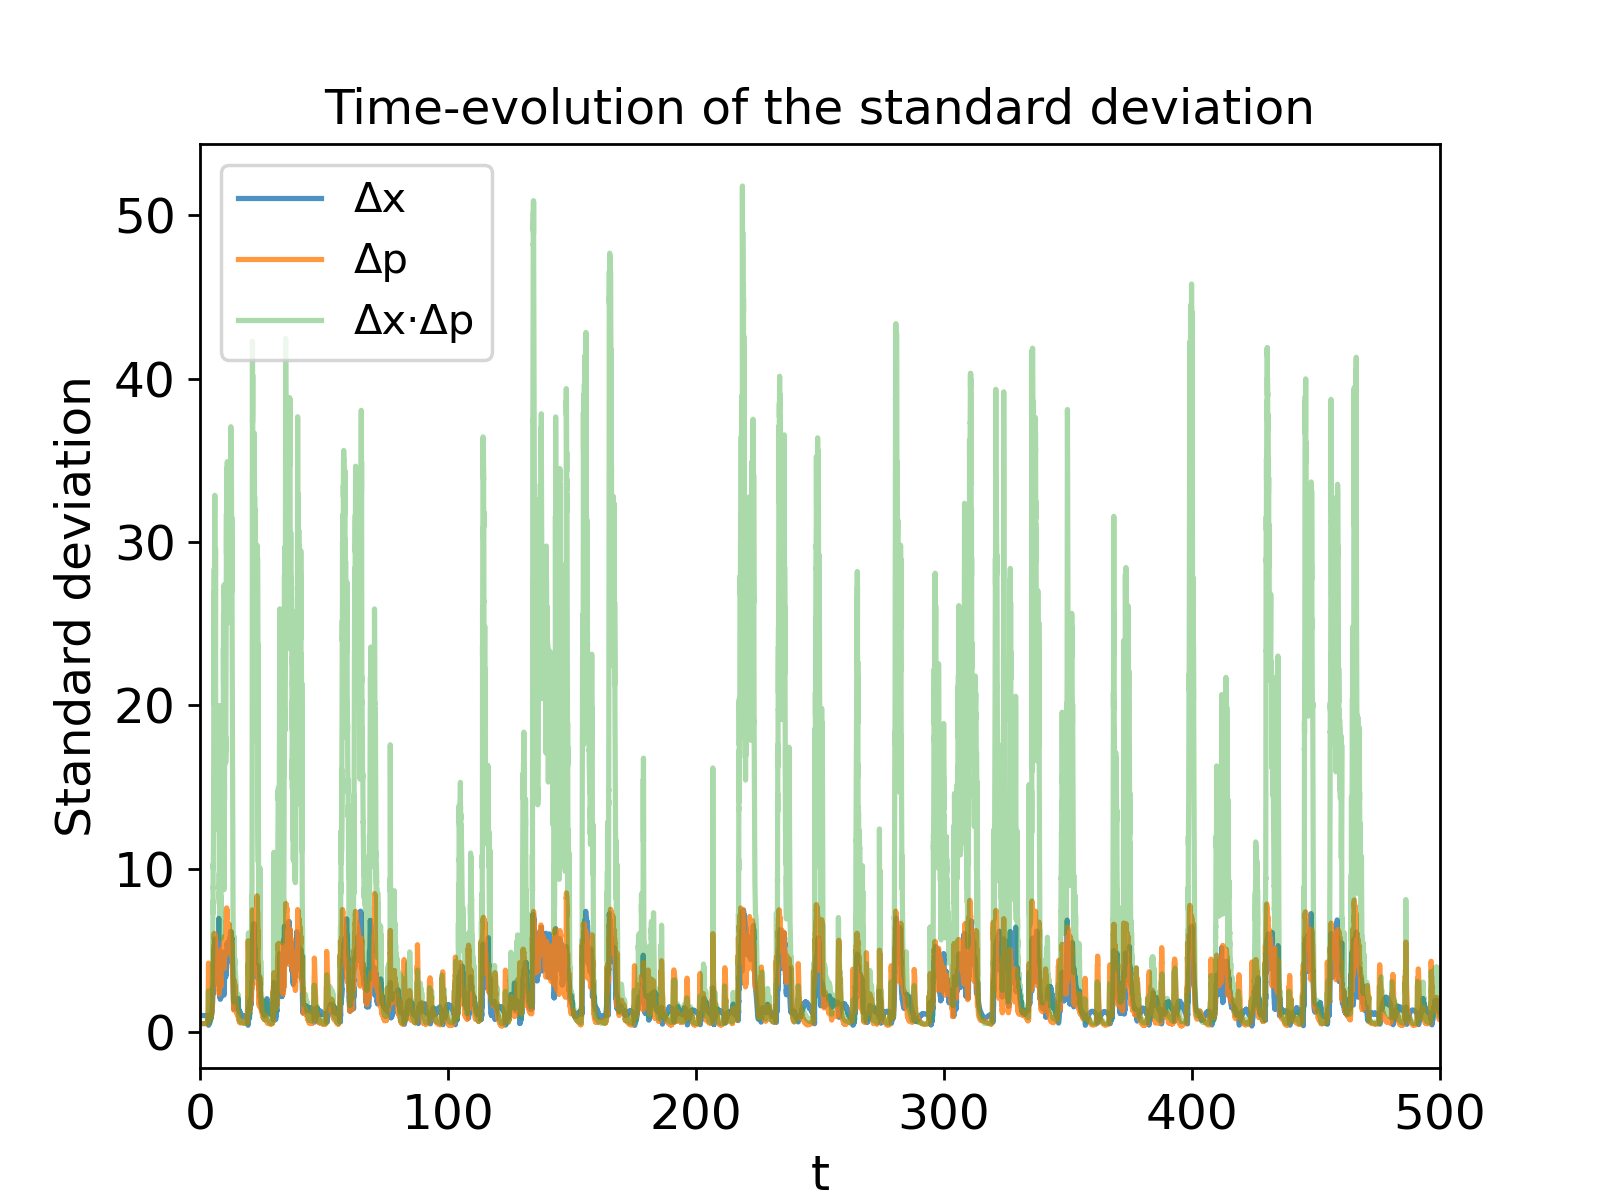 Time-evolution of the standard deviation
Δx
Δp
Δx·Δp
Standard deviation
50
40
30
20
10
0
0 100 200 300 400 500
t